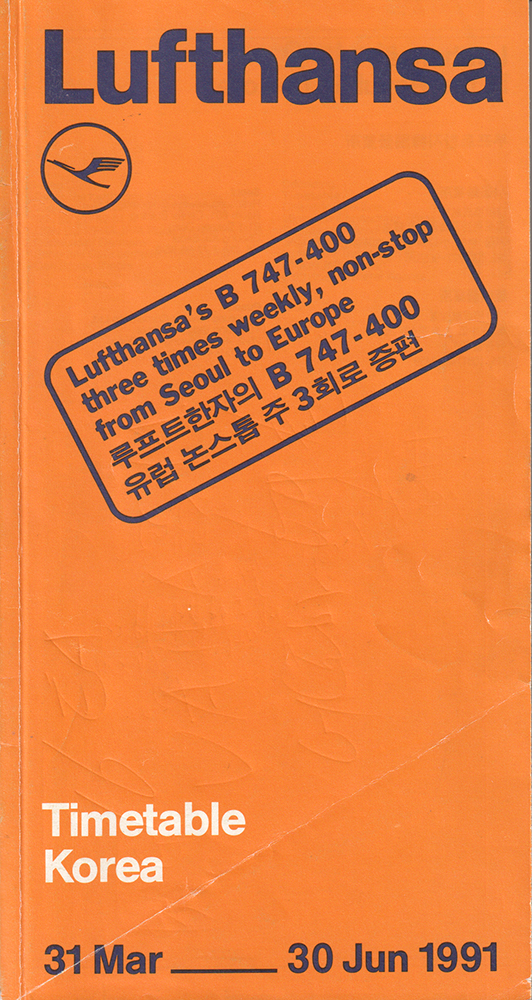 Lufthansa
Lufthansa's B 747-400
three times weekly, non-stop
from Seoul to Europe
루프트한자의 B 747-400
유럽 논스톱 주 3회로 증편
Timetable
Korea
31 Mar _____ 30 Jun 1991